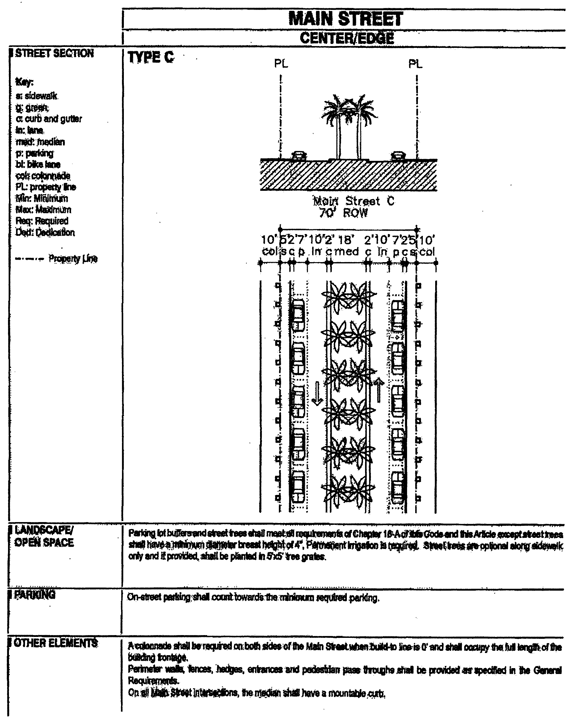 MAIN STREET
CENTER/EDGE
STREET SECTION
TYPE C
PL
PL
Key:
s: sidewalk
g: green
c: curb and gutter
ln: lane
med: median
p: parking
bl: bike lane
col: colonnade
PL: property line
Min: Minimum
Max: Maximum
Req: Required
Ded: Dedication
Property Line
Main Street C
70' ROW
10' 5'2'7' 10'2' 18' 2'10' 7'2'5' 10'
col s c p ln c med c ln p c s col
LANDSCAPE/
OPEN SPACE
Parking lot buffers and street trees shall meet all requirements of Chapter 18-A of this Code and this Article except street trees
shall have a minimum diameter breast height of 4". Permanent irrigation is required. Street trees are optional along sidewalk
only and if provided, shall be planted in 5'x5' tree grates.
PARKING
On-street parking shall count towards the minimum required parking.
OTHER ELEMENTS
A colonnade shall be required on both sides of the Main Street when build-to line is 0' and shall occupy the full length of the
building frontage.
Perimeter walls, fences, hedges, entrances and pedestrian pass throughs shall be provided as specified in the General
Requirements.
On all Main Street intersections, the median shall have a mountable curb.